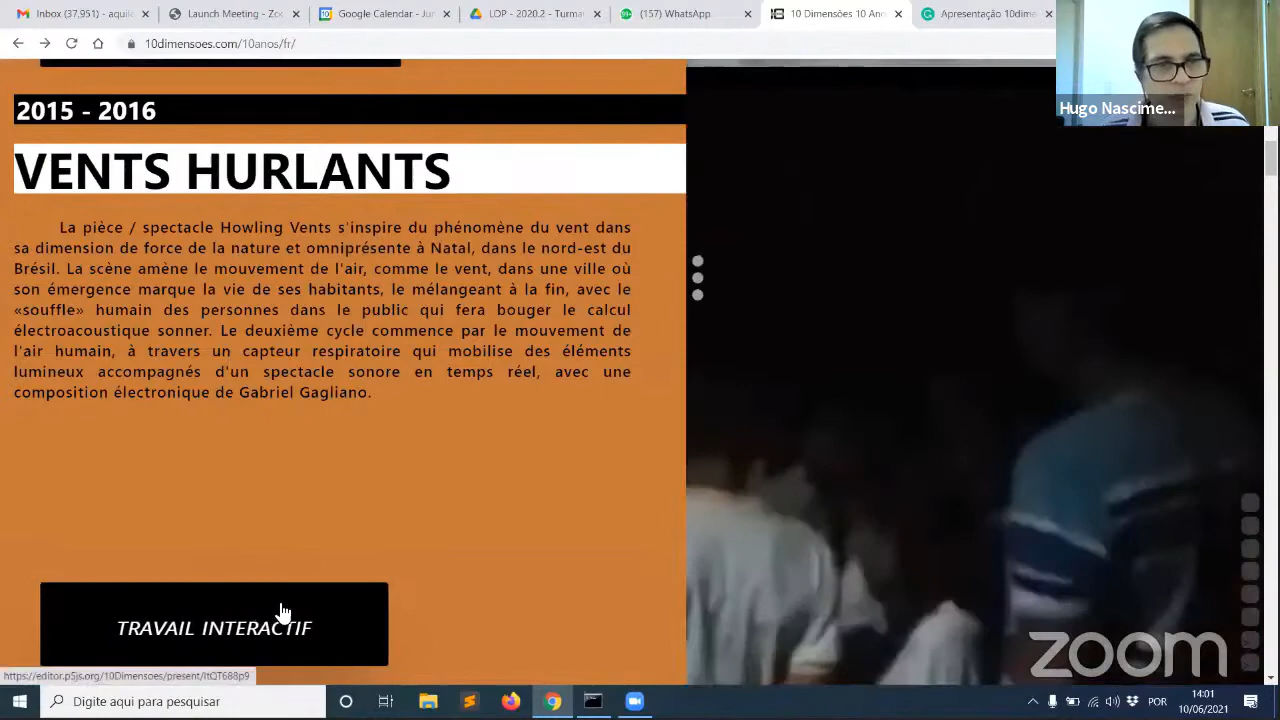 Inbox (37,951) - augusto
Launch Meeting - Zoom
Google Calendar - Ju
LOP - 2020.2 - Turma
(157) WhatsApp
10 Dimensões 10 Ano
Apresentação 10dime
10dimensoes.com/10anos/fr/
Hugo Nascime...
2015 - 2016
VENTS HURLANTS
La pièce / spectacle Howling Vents s'inspire du phénomène du vent dans
sa dimension de force de la nature et omniprésente à Natal, dans le nord-est du
Brésil. La scène amène le mouvement de l'air, comme le vent, dans une ville où
son émergence marque la vie de ses habitants, le mélangeant à la fin, avec le
«souffle» humain des personnes dans le public qui fera bouger le calcul
électroacoustique sonner. Le deuxième cycle commence par le mouvement de
l'air humain, à travers un capteur respiratoire qui mobilise des éléments
lumineux accompagnés d'un spectacle sonore en temps réel, avec une
composition électronique de Gabriel Gagliano.
TRAVAIL INTERACTIF
zoom
https://editor.p5js.org/10Dimensoes/present/ItQT688p9
Digite aqui para pesquisar
POR
14:01
10/06/2021